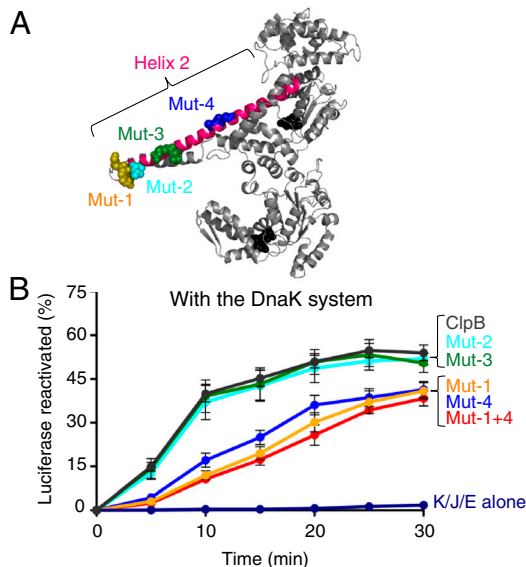 A
Helix 2
Mut-4
Mut-3
Mut-2
Mut-1
B
With the DnaK system
75
60
45
30
15
0
Luciferase reactivated (%)
0
10
20
30
Time (min)
ClpB
Mut-2
Mut-3
Mut-1
Mut-4
Mut-1+4
K/J/E alone